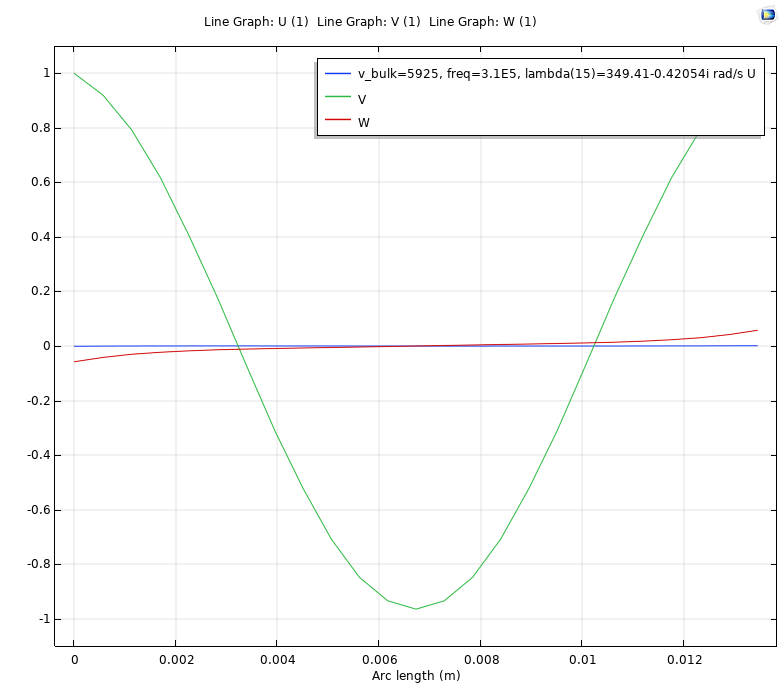 Line Graph: U (1)  Line Graph: V (1)  Line Graph: W (1)
v_bulk=5925, freq=3.1E5, lambda(15)=349.41-0.42054i rad/s U
V
W
1
0.8
0.6
0.4
0.2
0
-0.2
-0.4
-0.6
-0.8
-1
0 0.002 0.004 0.006 0.008 0.01 0.012
Arc length (m)